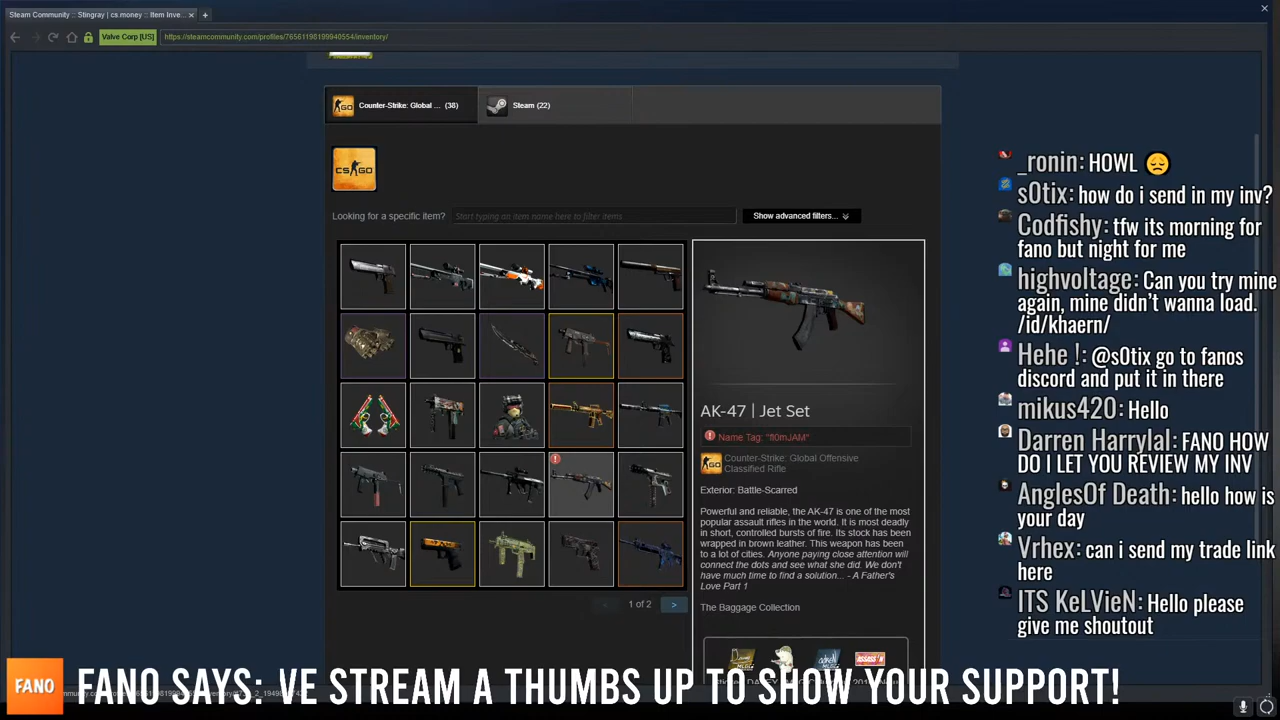 Steam Community :: Stingray | cs.money :: Item Inve... × +
Valve Corp [US] https://steamcommunity.com/profiles/76561198199940554/inventory/
Counter-Strike: Global ... (38) Steam (22)
CS GO
Looking for a specific item? Start typing an item name here to filter items Show advanced filters...
AK-47 | Jet Set
Name Tag: "fl0mJAM"
Counter-Strike: Global Offensive
Classified Rifle
Exterior: Battle-Scarred
Powerful and reliable, the AK-47 is one of the most
popular assault rifles in the world. It is most deadly
in short, controlled bursts of fire. Its stock has been
wrapped in brown leather. This weapon has been
to a lot of cities. Anyone paying close attention will
connect the dots and see what she did. We don't
have much time to find a solution... - A Father's
Love Part 1
The Baggage Collection
< 1 of 2 >
_ronin: HOWL 😞
s0tix: how do i send in my inv?
Codfishy: tfw its morning for
fano but night for me
highvoltage: Can you try mine
again, mine didn't wanna load.
/id/khaern/
Hehe !: @s0tix go to fanos
discord and put it in there
mikus420: Hello
Darren Harrylal: FANO HOW
DO I LET YOU REVIEW MY INV
AnglesOf Death: hello how is
your day
Vrhex: can i send my trade link
here
ITS KeLVieN: Hello please
give me shoutout
FANO FANO SAYS: VE STREAM A THUMBS UP TO SHOW YOUR SUPPORT!